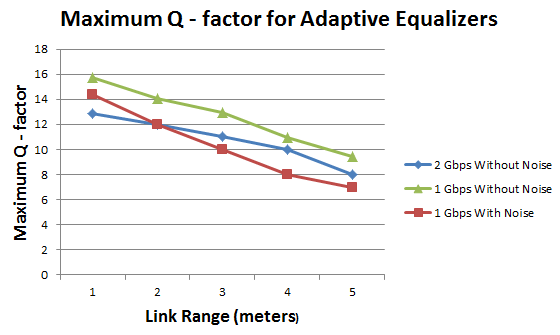 Maximum Q - factor for Adaptive Equalizers
Maximum Q - factor
18
16
14
12
10
8
6
4
2
0
1 2 3 4 5
Link Range (meters)
2 Gbps Without Noise
1 Gbps Without Noise
1 Gbps With Noise